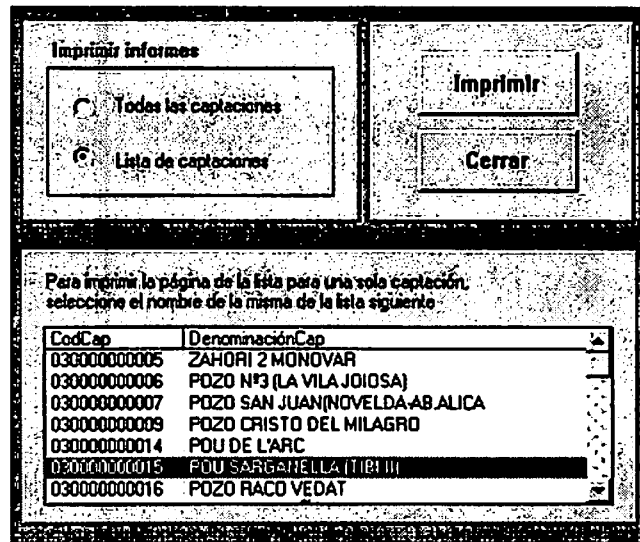 Imprimir informes
Todas las captaciones
Lista de captaciones
Imprimir
Cerrar
Para imprimir la página de la lista para una sola captación,
seleccione el nombre de la misma de la lista siguiente
CodCap DenominaciónCap
030000000005 ZAHORI 2 MONOVAR
030000000006 POZO Nº3 (LA VILA JOIOSA)
030000000007 POZO SAN JUAN(NOVELDA-AB.ALICA
030000000009 POZO CRISTO DEL MILAGRO
030000000014 POU DE L'ARC
030000000015 POU SARGANELLA (TIBI II)
030000000016 POZO RACO VEDAT